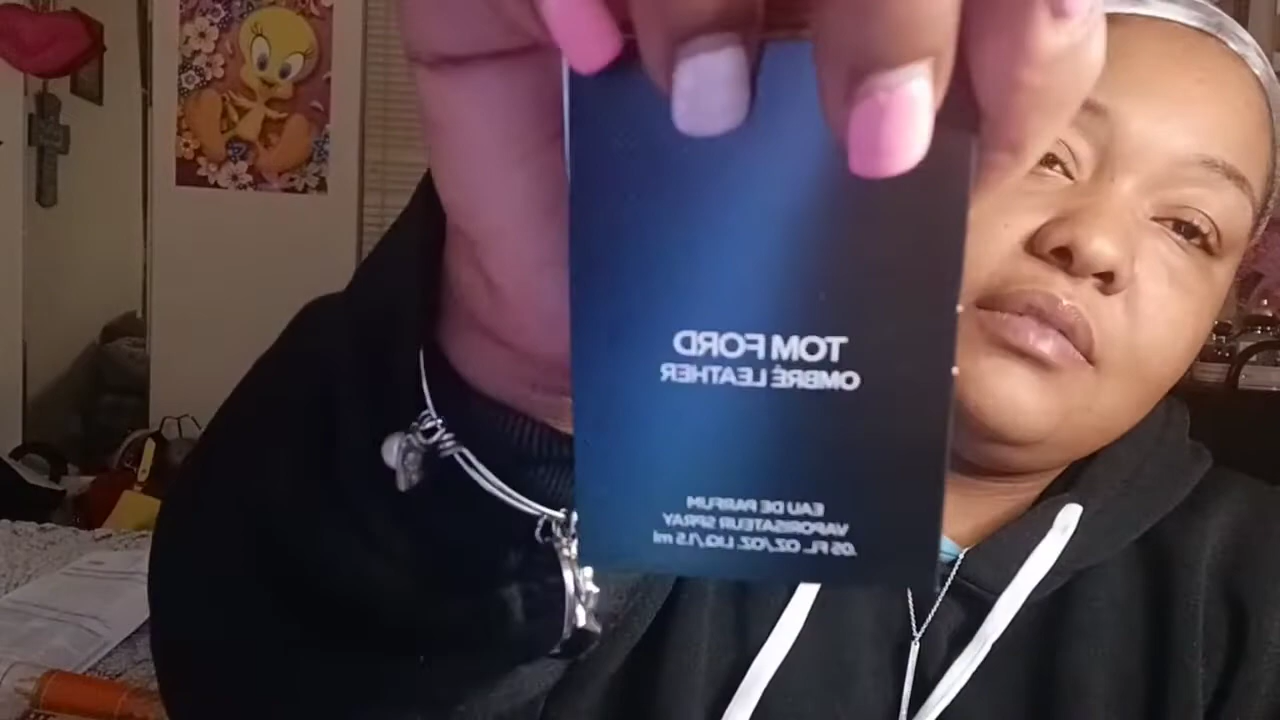 TOM FORD
OMBRÉ LEATHER
EAU DE PARFUM
VAPORISATEUR SPRAY
.05 FL. OZ./OZ. LIQ./1.5 ml